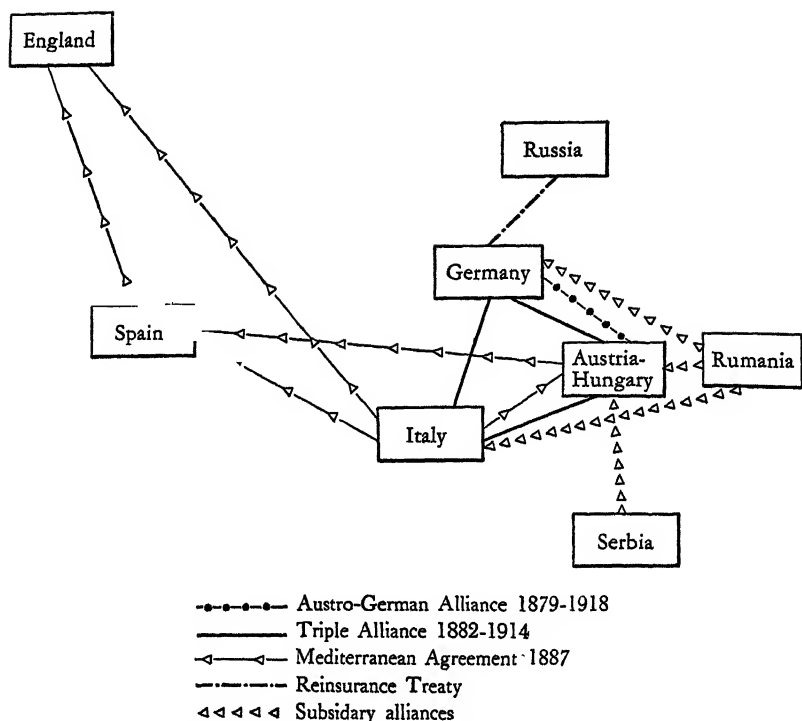 England
Russia
Germany
Spain
Austria-
Hungary
Rumania
Italy
Serbia
Austro-German Alliance 1879-1918
Triple Alliance 1882-1914
Mediterranean Agreement 1887
Reinsurance Treaty
Subsidary alliances